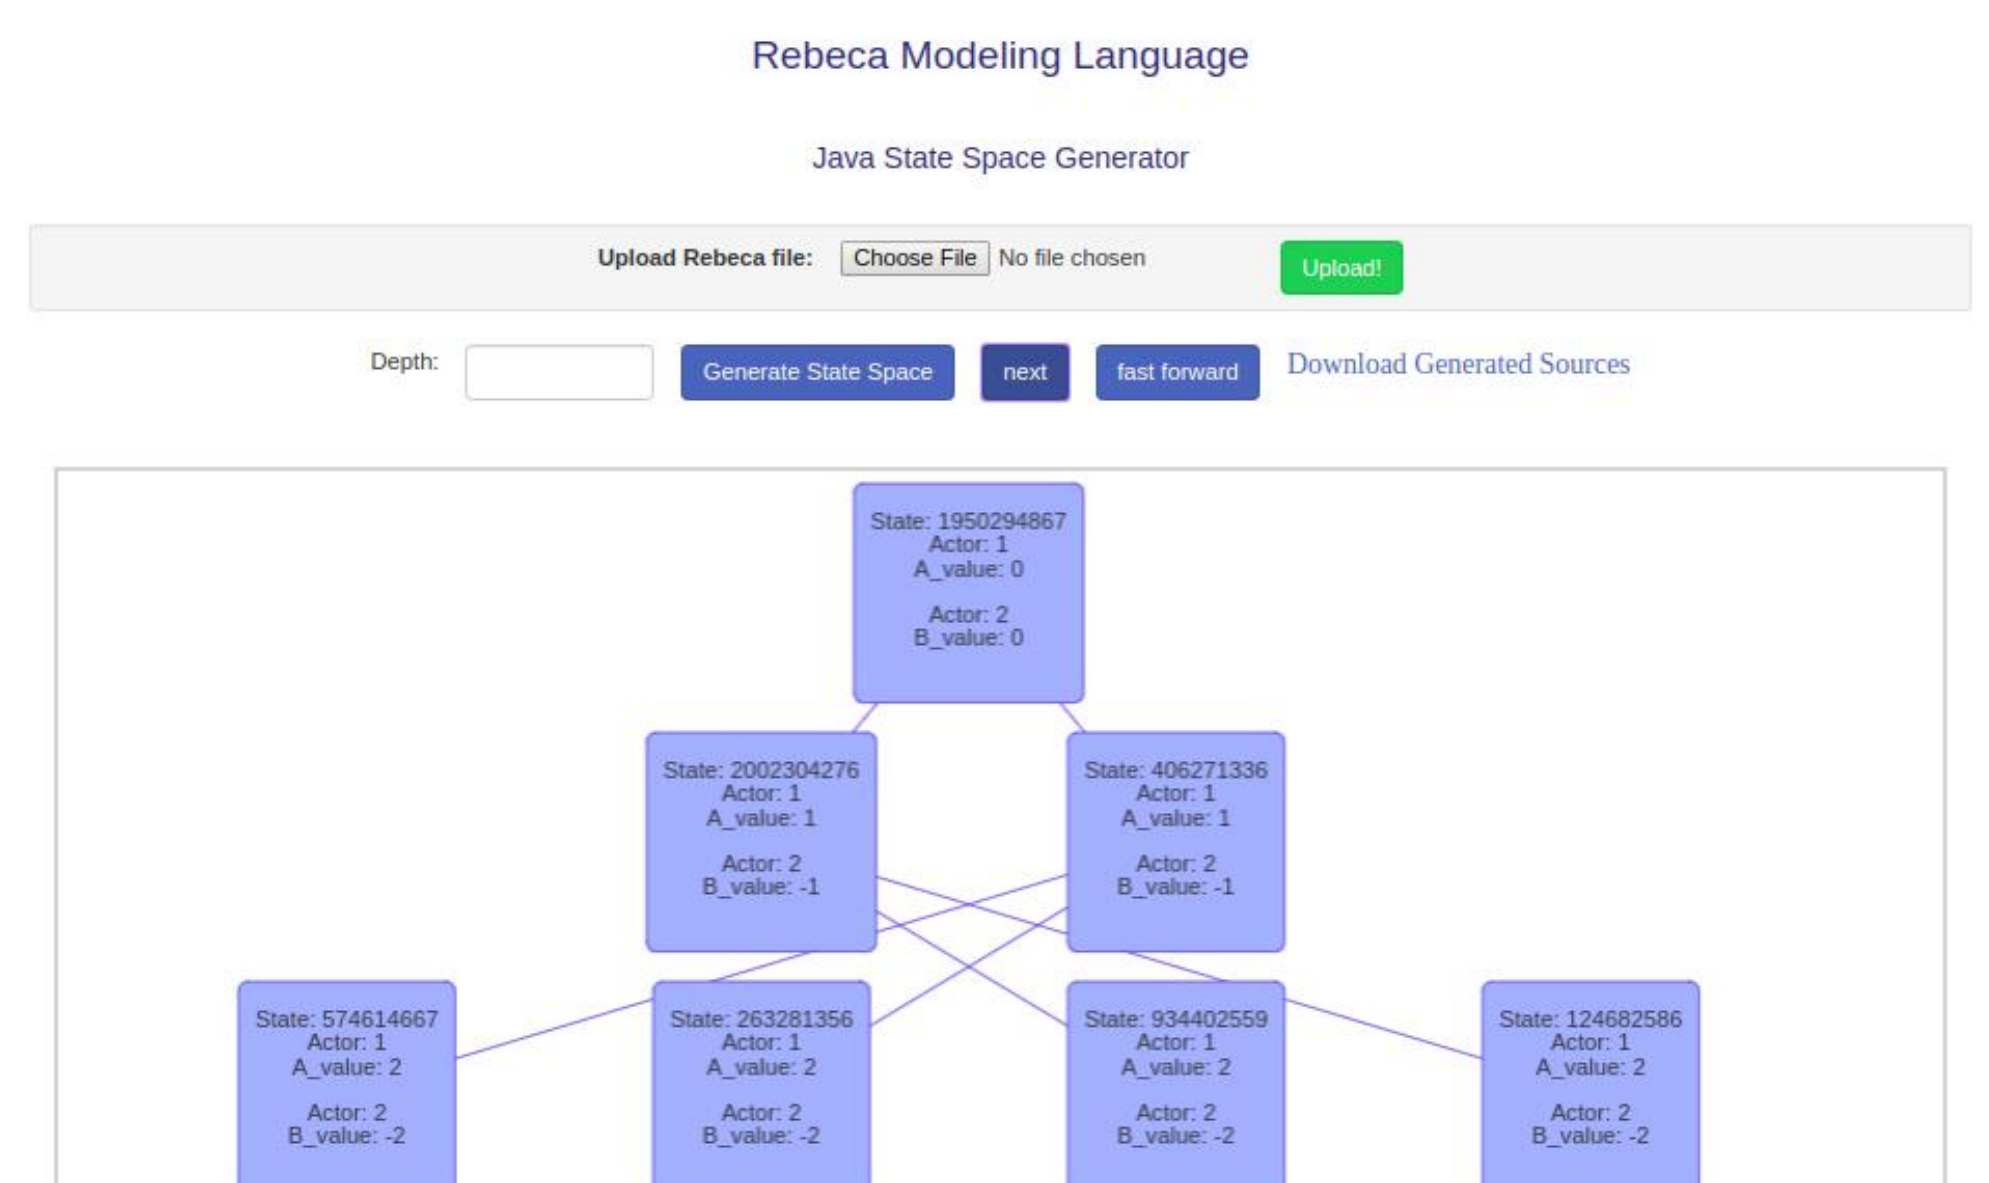 Rebeca Modeling Language
Java State Space Generator
Upload Rebeca file: Choose File No file chosen Upload!
Depth: Generate State Space next fast forward Download Generated Sources
State: 1950294867
Actor: 1
A_value: 0
Actor: 2
B_value: 0
State: 2002304276
Actor: 1
A_value: 1
Actor: 2
B_value: -1
State: 406271336
Actor: 1
A_value: 1
Actor: 2
B_value: -1
State: 574614667
Actor: 1
A_value: 2
Actor: 2
B_value: -2
State: 263281356
Actor: 1
A_value: 2
Actor: 2
B_value: -2
State: 934402559
Actor: 1
A_value: 2
Actor: 2
B_value: -2
State: 124682586
Actor: 1
A_value: 2
Actor: 2
B_value: -2